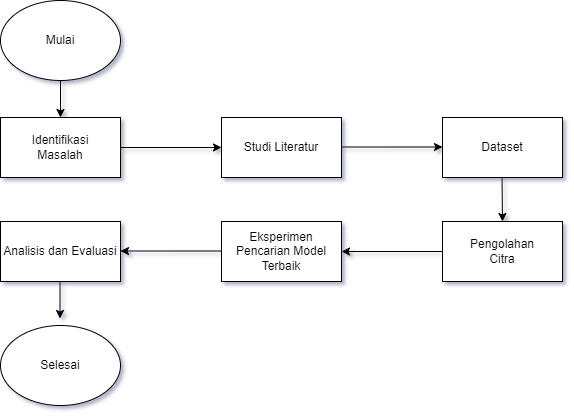 Mulai
Identifikasi
Masalah
Studi Literatur
Dataset
Pengolahan
Citra
Eksperimen
Pencarian Model
Terbaik
Analisis dan Evaluasi
Selesai